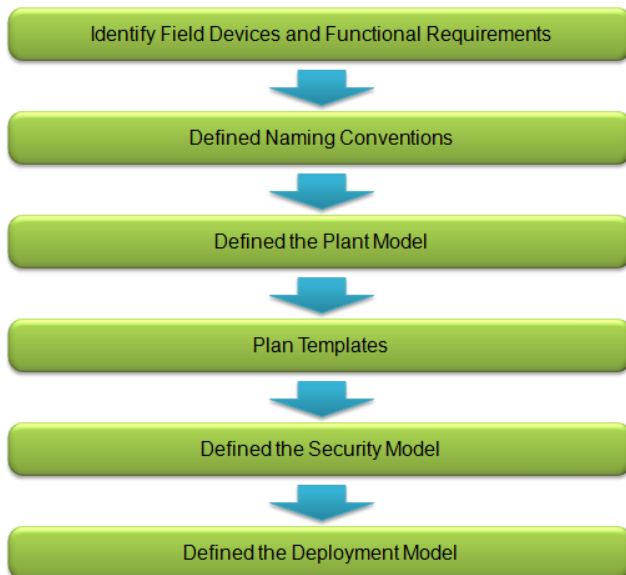 Identify Field Devices and Functional Requirements
Defined Naming Conventions
Defined the Plant Model
Plan Templates
Defined the Security Model
Defined the Deployment Model